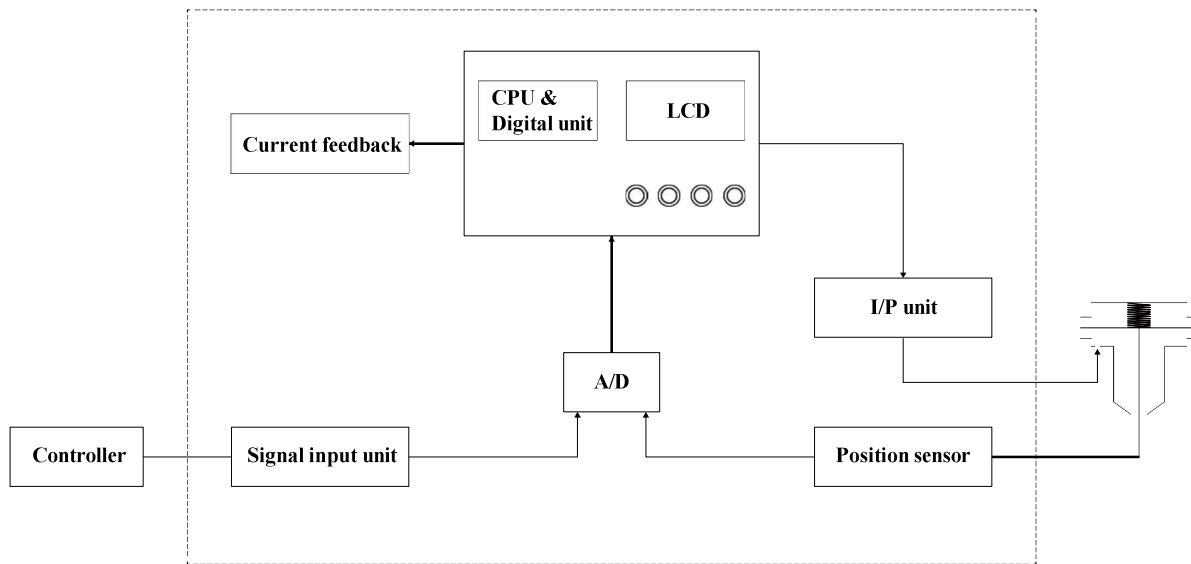 CPU &
Digital unit
LCD
Current feedback
I/P unit
A/D
Controller
Signal input unit
Position sensor